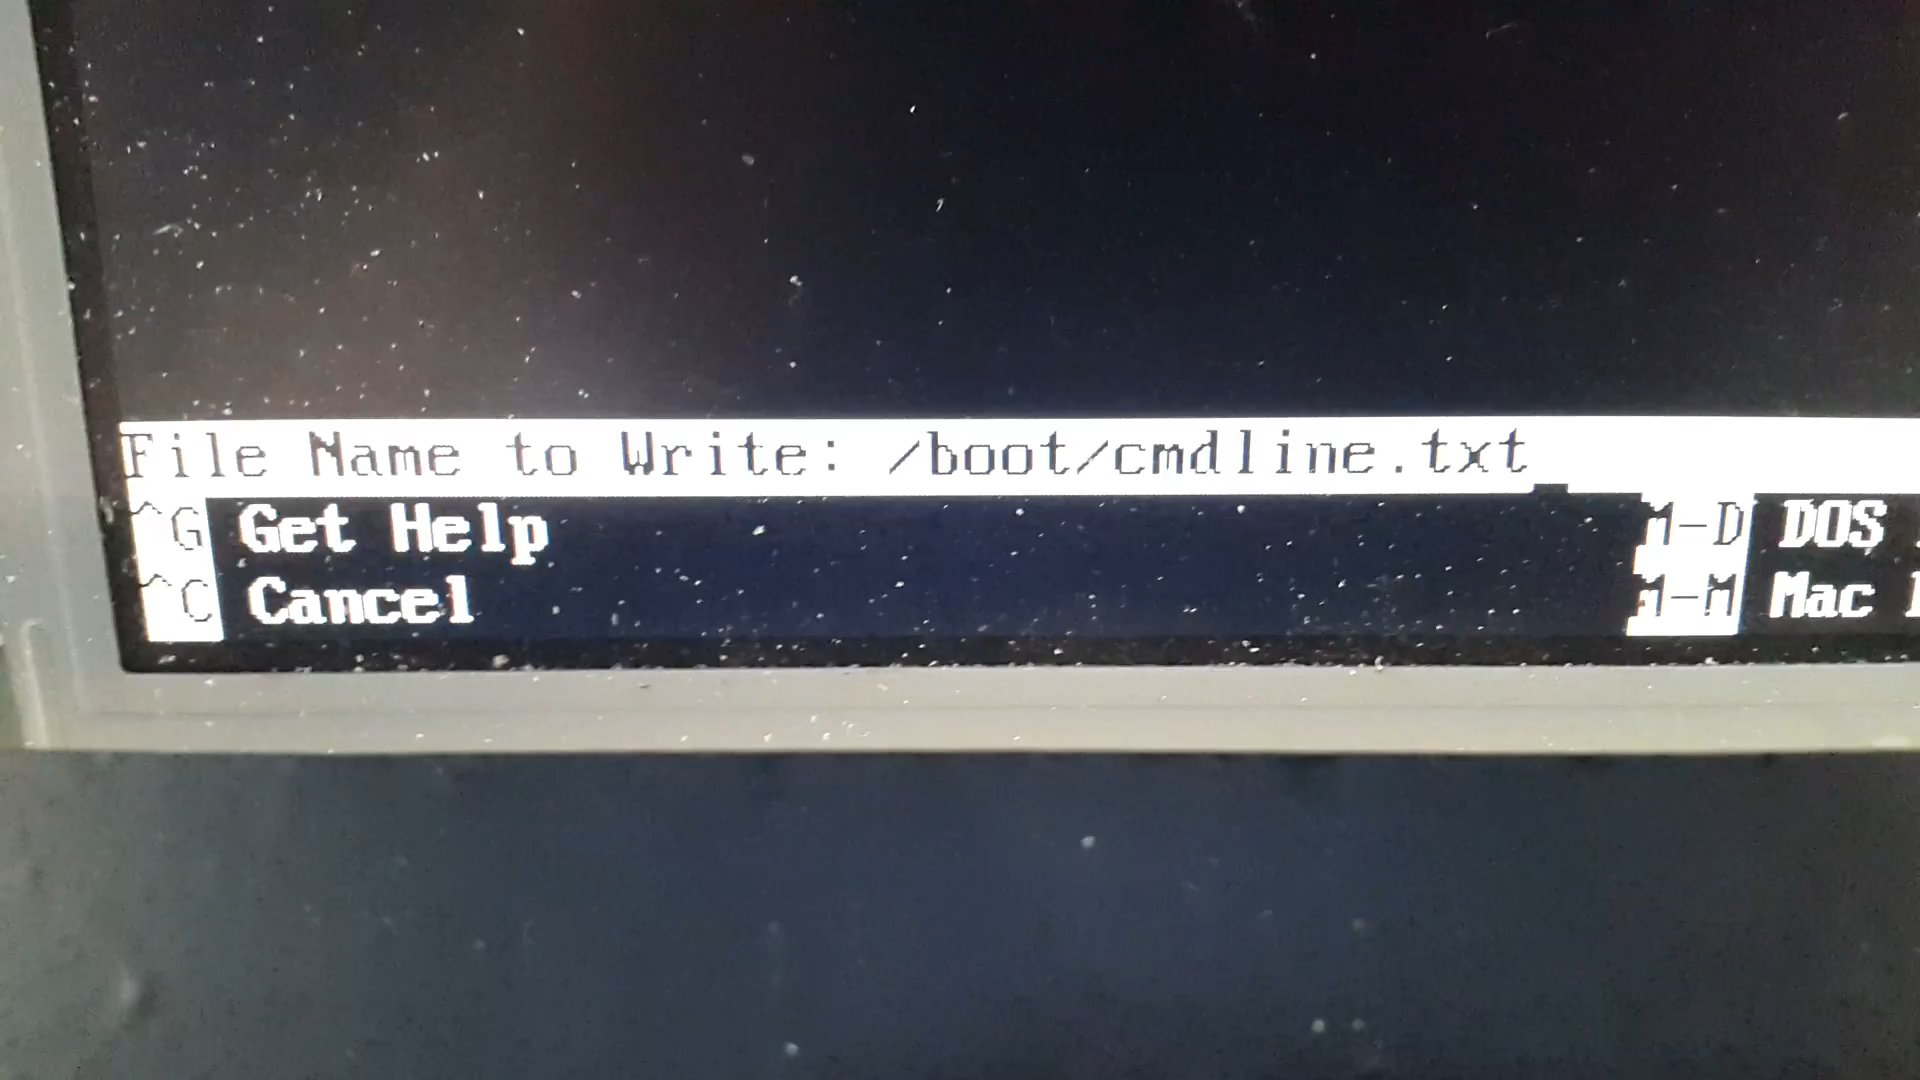 File Name to Write: /boot/cmdline.txt
^G Get Help
M-D DOS
^C Cancel
M-M Mac